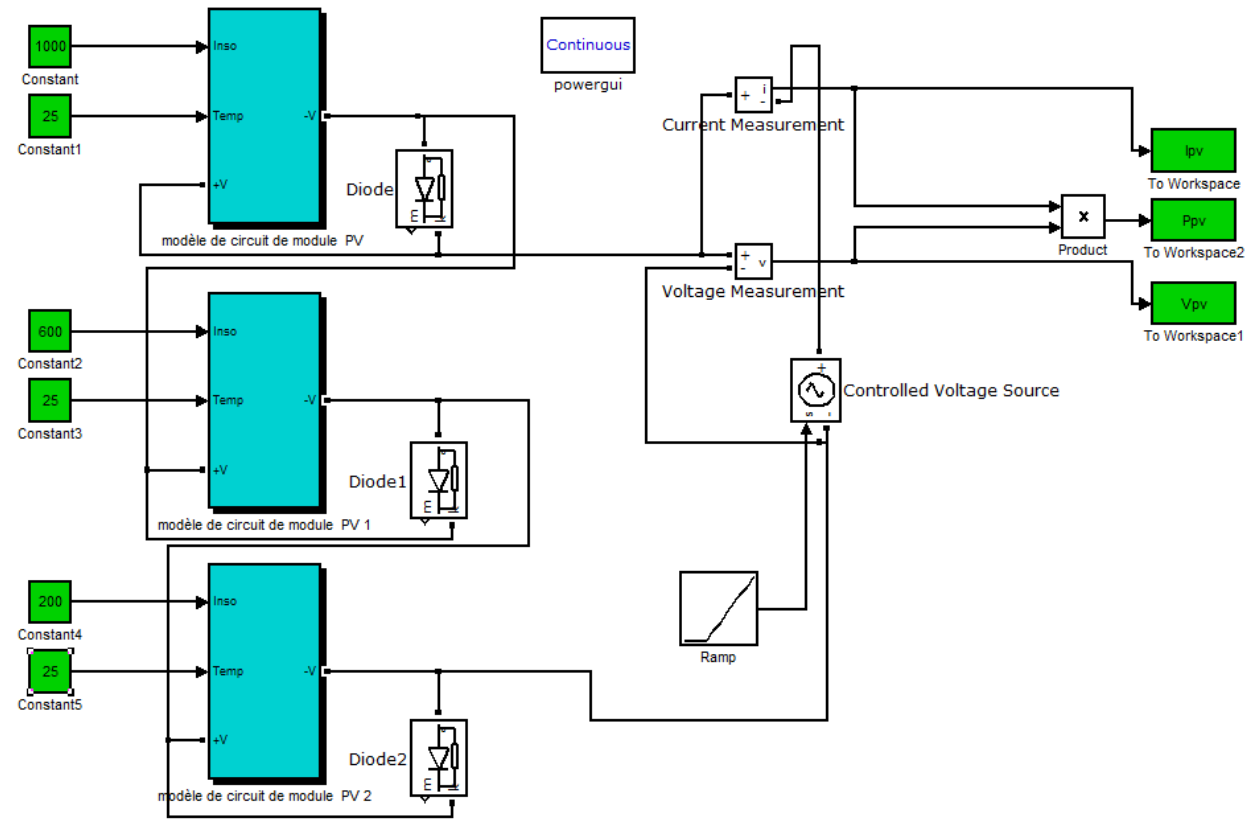 1000
Constant
25
Constant1
Inso
Temp
-V
+V
modèle de circuit de module PV
Diode
E
Continuous
powergui
+ i
-
Current Measurement
+
- v
Voltage Measurement
Ipv
To Workspace
×
Product
Ppv
To Workspace2
Vpv
To Workspace1
600
Constant2
25
Constant3
Inso
Temp
-V
+V
modèle de circuit de module PV 1
Diode1
E
+
s -
Controlled Voltage Source
Ramp
200
Constant4
25
Constant5
Inso
Temp
-V
+V
modèle de circuit de module PV 2
Diode2
E